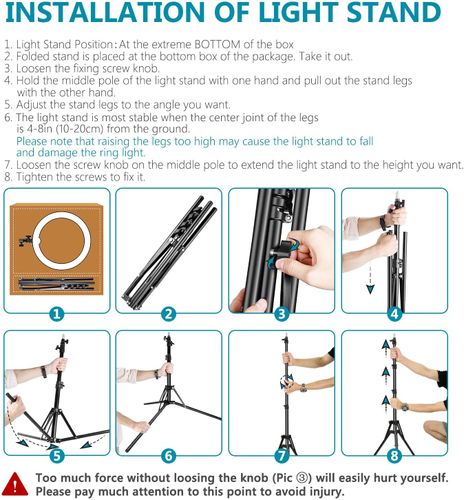 INSTALLATION OF LIGHT STAND
1. Light Stand Position: At the extreme BOTTOM of the box
2. Folded stand is placed at the bottom box of the package. Take it out.
3. Loosen the fixing screw knob.
4. Hold the middle pole of the light stand with one hand and pull out the stand legs
with the other hand.
5. Adjust the stand legs to the angle you want.
6. The light stand is most stable when the center joint of the legs
is 4-8in (10-20cm) from the ground.
Please note that raising the legs too high may cause the light stand to fall
and damage the ring light.
7. Loosen the screw knob on the middle pole to extend the light stand to the height you want.
8. Tighten the screws to fix it.
1
2
3
4
5
6
7
8
Too much force without loosing the knob (Pic ③) will easily hurt yourself.
Please pay much attention to this point to avoid injury.